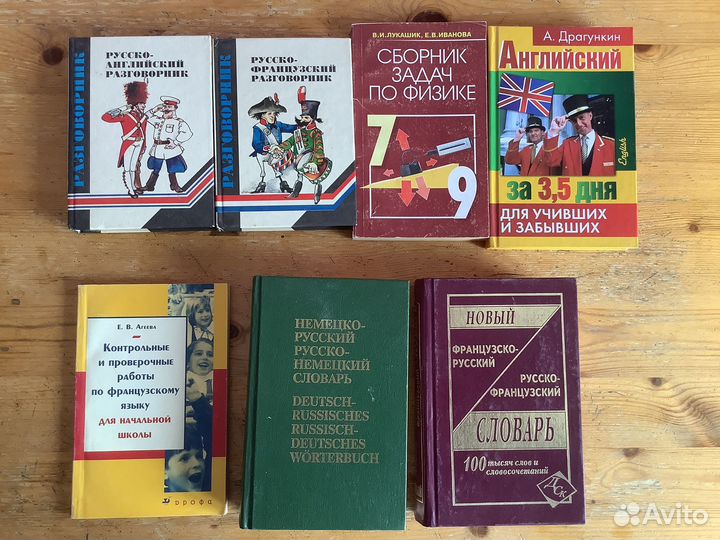 РАЗГОВОРНИК
РУССКО-
АНГЛИЙСКИЙ
РАЗГОВОРНИК
РАЗГОВОРНИК
РУССКО-
ФРАНЦУЗСКИЙ
РАЗГОВОРНИК
В.И.ЛУКАШИК, Е.В.ИВАНОВА
СБОРНИК
ЗАДАЧ
ПО ФИЗИКЕ
7
9
А. Драгункин
Английский
English
за 3,5 дня
ДЛЯ УЧИВШИХ
И ЗАБЫВШИХ
Е. В. Агеева
Контрольные
и проверочные
работы
по французскому
языку
ДЛЯ НАЧАЛЬНОЙ
ШКОЛЫ
дрофа
НЕМЕЦКО-
РУССКИЙ
РУССКО-
НЕМЕЦКИЙ
СЛОВАРЬ
DEUTSCH-
RUSSISCHES
RUSSISCH-
DEUTSCHES
WÖRTERBUCH
НОВЫЙ
ФРАНЦУЗСКО-
РУССКИЙ
РУССКО-
ФРАНЦУЗСКИЙ
СЛОВАРЬ
100 тысяч слов и
словосочетаний
ДСК
Avito